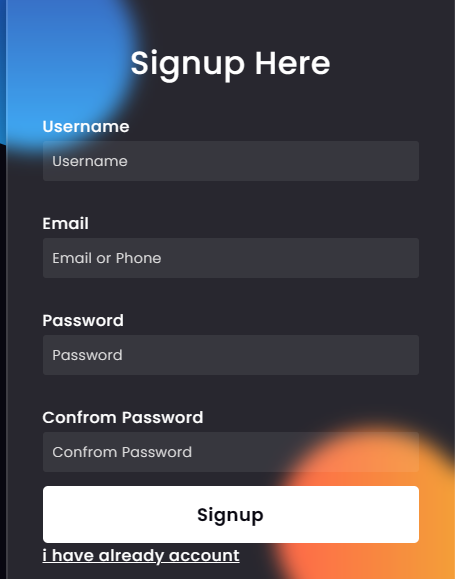 Signup Here
Username
Username
Email
Email or Phone
Password
Password
Confrom Password
Confrom Password
Signup
i have already account